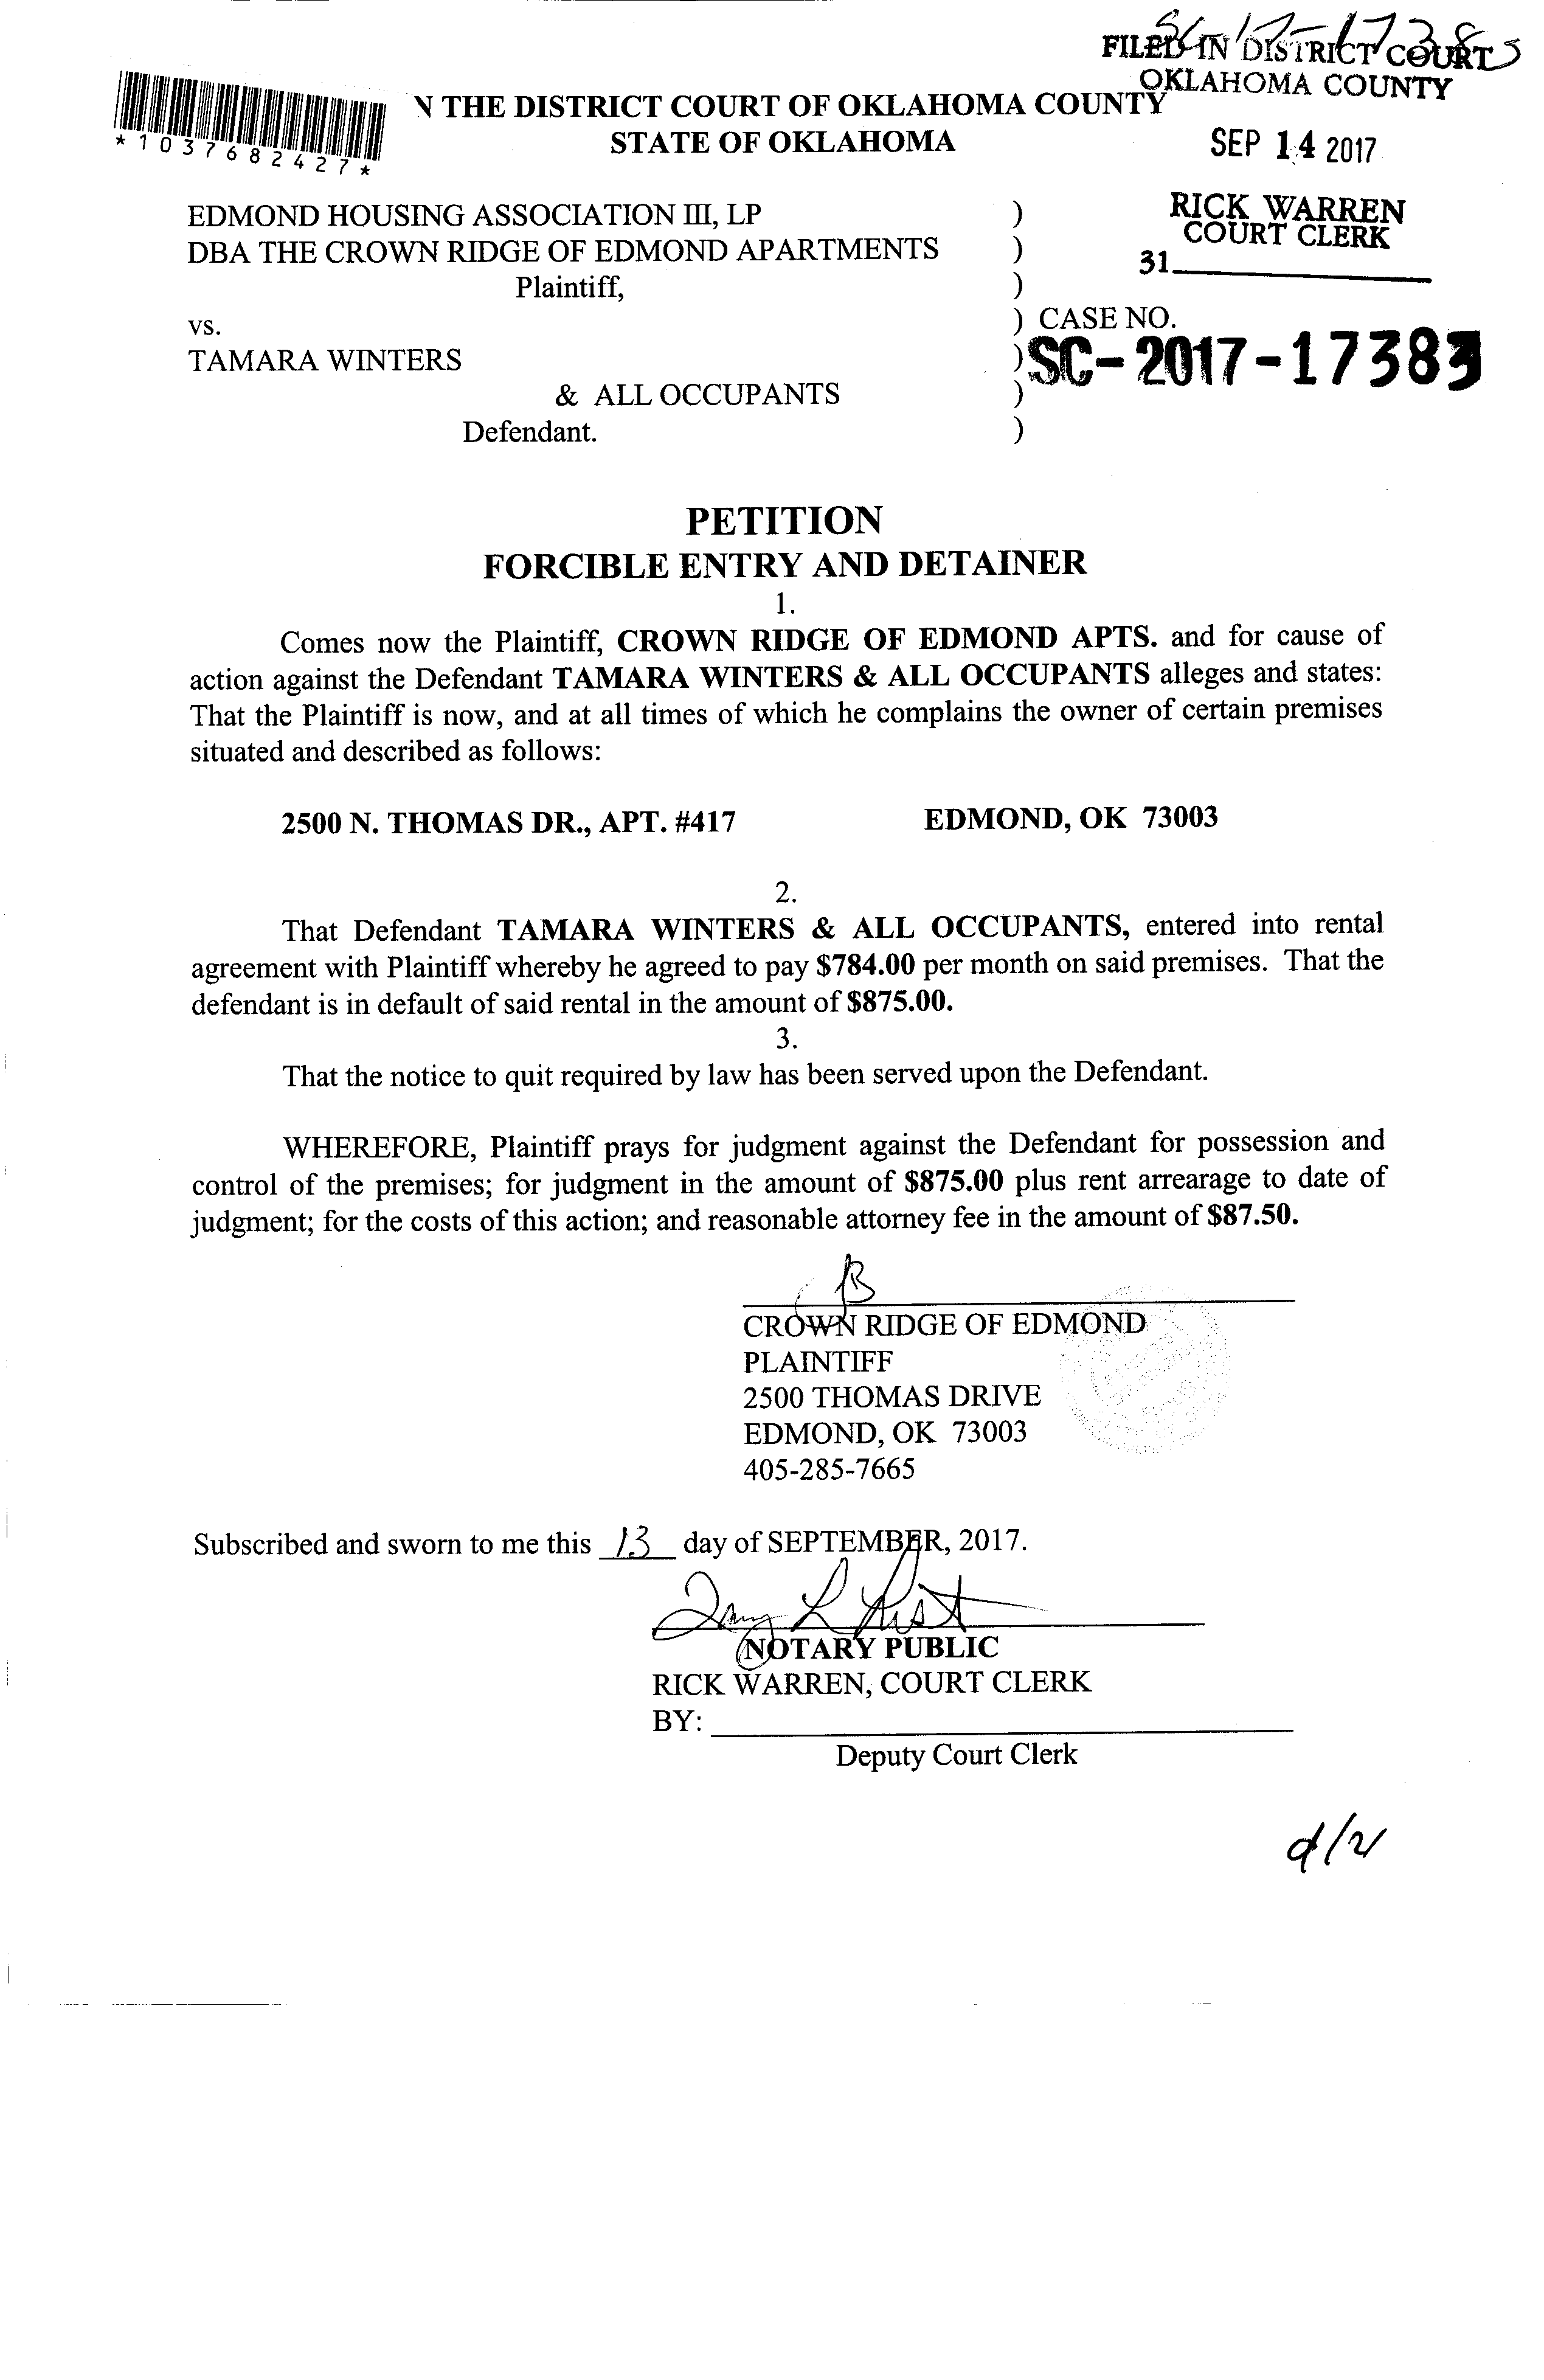 SC-17-17385
FILED IN DISTRICT COURT
OKLAHOMA COUNTY
*1037682427*
N THE DISTRICT COURT OF OKLAHOMA COUNTY
STATE OF OKLAHOMA
SEP 14 2017
RICK WARREN
COURT CLERK
31
EDMOND HOUSING ASSOCIATION III, LP )
DBA THE CROWN RIDGE OF EDMOND APARTMENTS )
Plaintiff, )
vs. ) CASE NO.
TAMARA WINTERS ) SC-2017-1738
& ALL OCCUPANTS )
Defendant. )
PETITION
FORCIBLE ENTRY AND DETAINER
1.
Comes now the Plaintiff, CROWN RIDGE OF EDMOND APTS. and for cause of
action against the Defendant TAMARA WINTERS & ALL OCCUPANTS alleges and states:
That the Plaintiff is now, and at all times of which he complains the owner of certain premises
situated and described as follows:
2500 N. THOMAS DR., APT. #417 EDMOND, OK 73003
2.
That Defendant TAMARA WINTERS & ALL OCCUPANTS, entered into rental
agreement with Plaintiff whereby he agreed to pay $784.00 per month on said premises. That the
defendant is in default of said rental in the amount of $875.00.
3.
That the notice to quit required by law has been served upon the Defendant.
WHEREFORE, Plaintiff prays for judgment against the Defendant for possession and
control of the premises; for judgment in the amount of $875.00 plus rent arrearage to date of
judgment; for the costs of this action; and reasonable attorney fee in the amount of $87.50.
CROWN RIDGE OF EDMOND
PLAINTIFF
2500 THOMAS DRIVE
EDMOND, OK 73003
405-285-7665
Subscribed and sworn to me this 13 day of SEPTEMBER, 2017.
NOTARY PUBLIC
RICK WARREN, COURT CLERK
BY:
Deputy Court Clerk